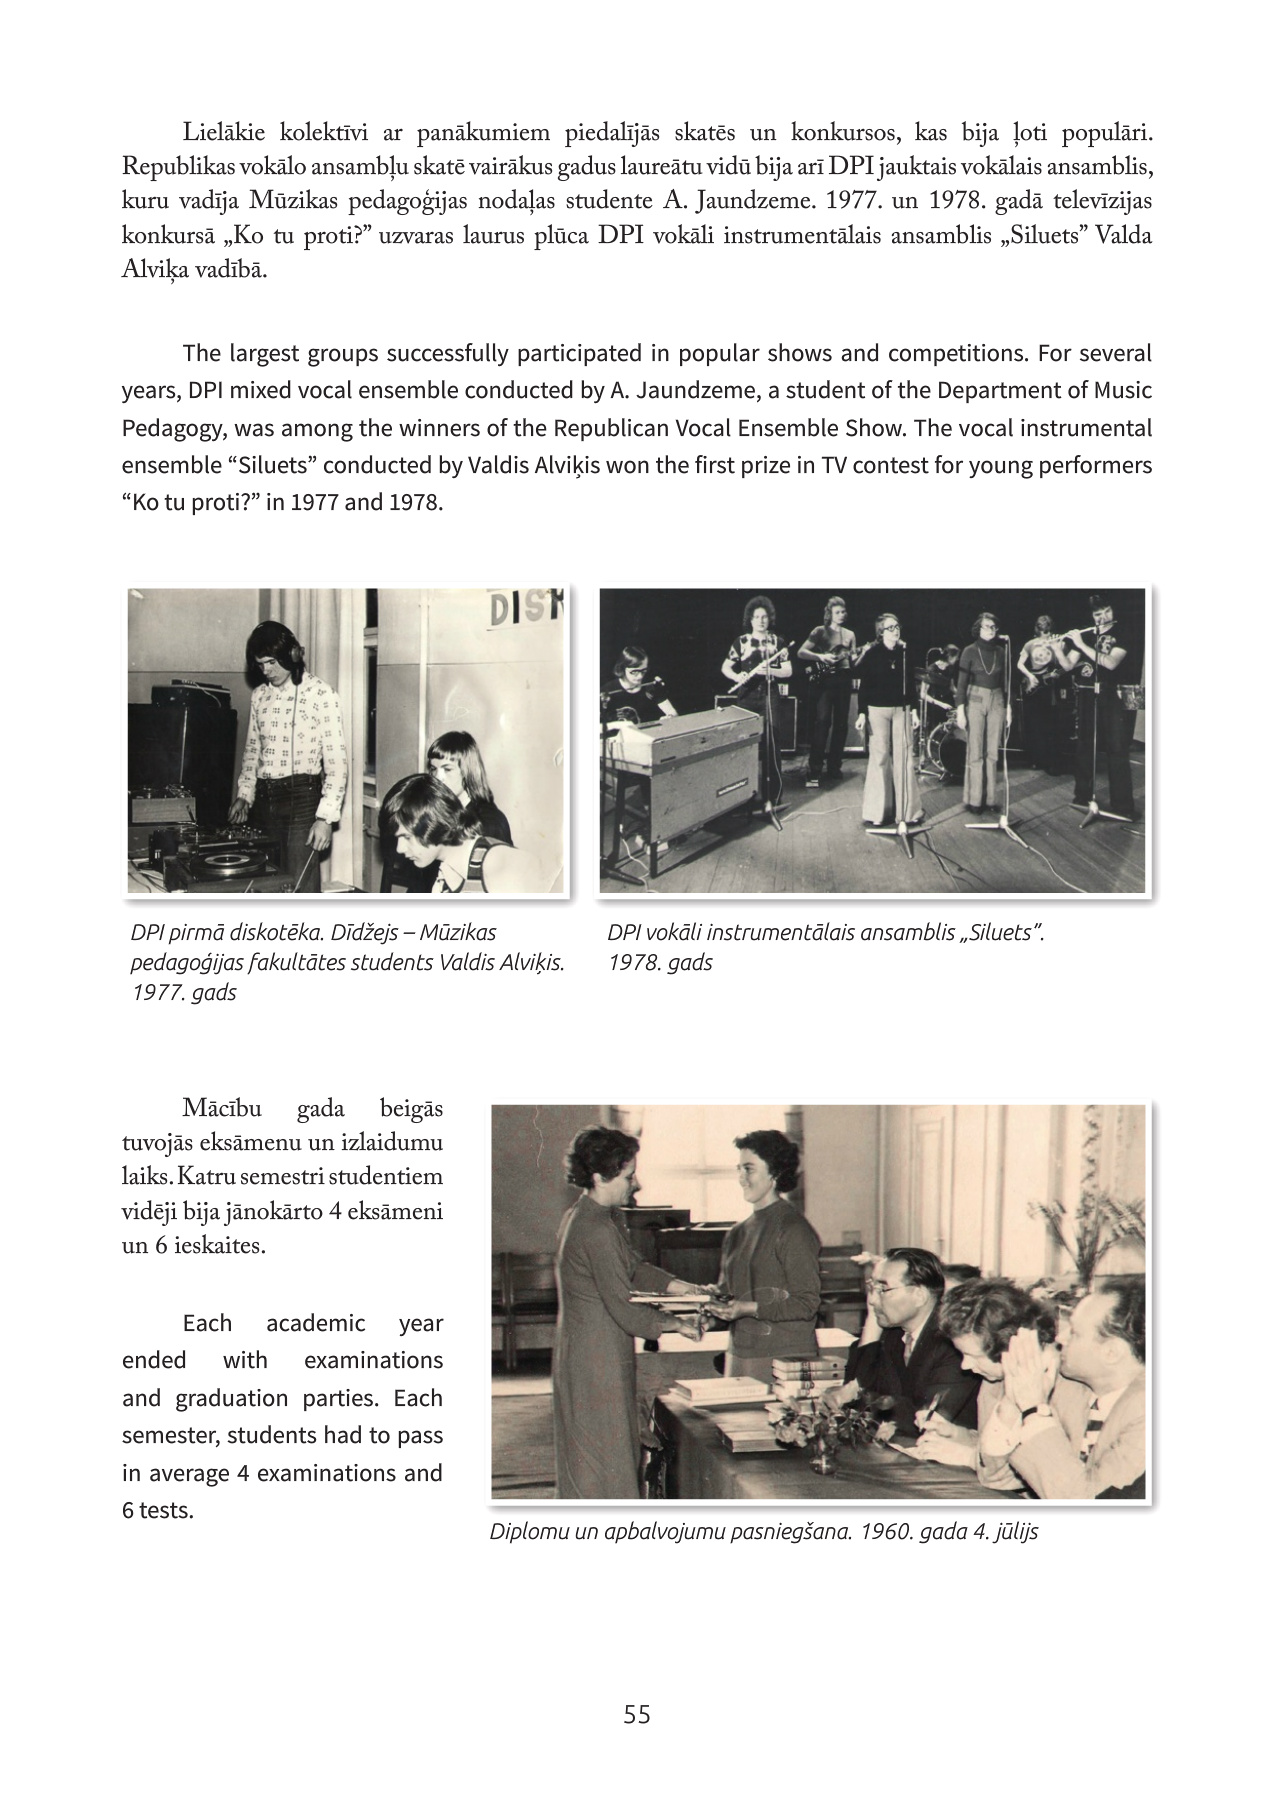 Lielākie kolektīvi ar panākumiem piedalījās skatēs un konkursos, kas bija ļoti populāri.
Republikas vokālo ansambļu skatē vairākus gadus laureātu vidū bija arī DPI jauktais vokālais ansamblis,
kuru vadīja Mūzikas pedagoģijas nodaļas studente A. Jaundzeme. 1977. un 1978. gadā televīzijas
konkursā „Ko tu proti?” uzvaras laurus plūca DPI vokāli instrumentālais ansamblis „Siluets” Valda
Alviķa vadībā.
The largest groups successfully participated in popular shows and competitions. For several
years, DPI mixed vocal ensemble conducted by A. Jaundzeme, a student of the Department of Music
Pedagogy, was among the winners of the Republican Vocal Ensemble Show. The vocal instrumental
ensemble “Siluets” conducted by Valdis Alviķis won the first prize in TV contest for young performers
“Ko tu proti?” in 1977 and 1978.
DISK
DPI pirmā diskotēka. Dīdžejs – Mūzikas
pedagoģijas fakultātes students Valdis Alviķis.
1977. gads
DPI vokāli instrumentālais ansamblis „Siluets”.
1978. gads
Mācību gada beigās
tuvojās eksāmenu un izlaidumu
laiks. Katru semestri studentiem
vidēji bija jānokārto 4 eksāmeni
un 6 ieskaites.
Each academic year
ended with examinations
and graduation parties. Each
semester, students had to pass
in average 4 examinations and
6 tests.
Diplomu un apbalvojumu pasniegšana. 1960. gada 4. jūlijs
55